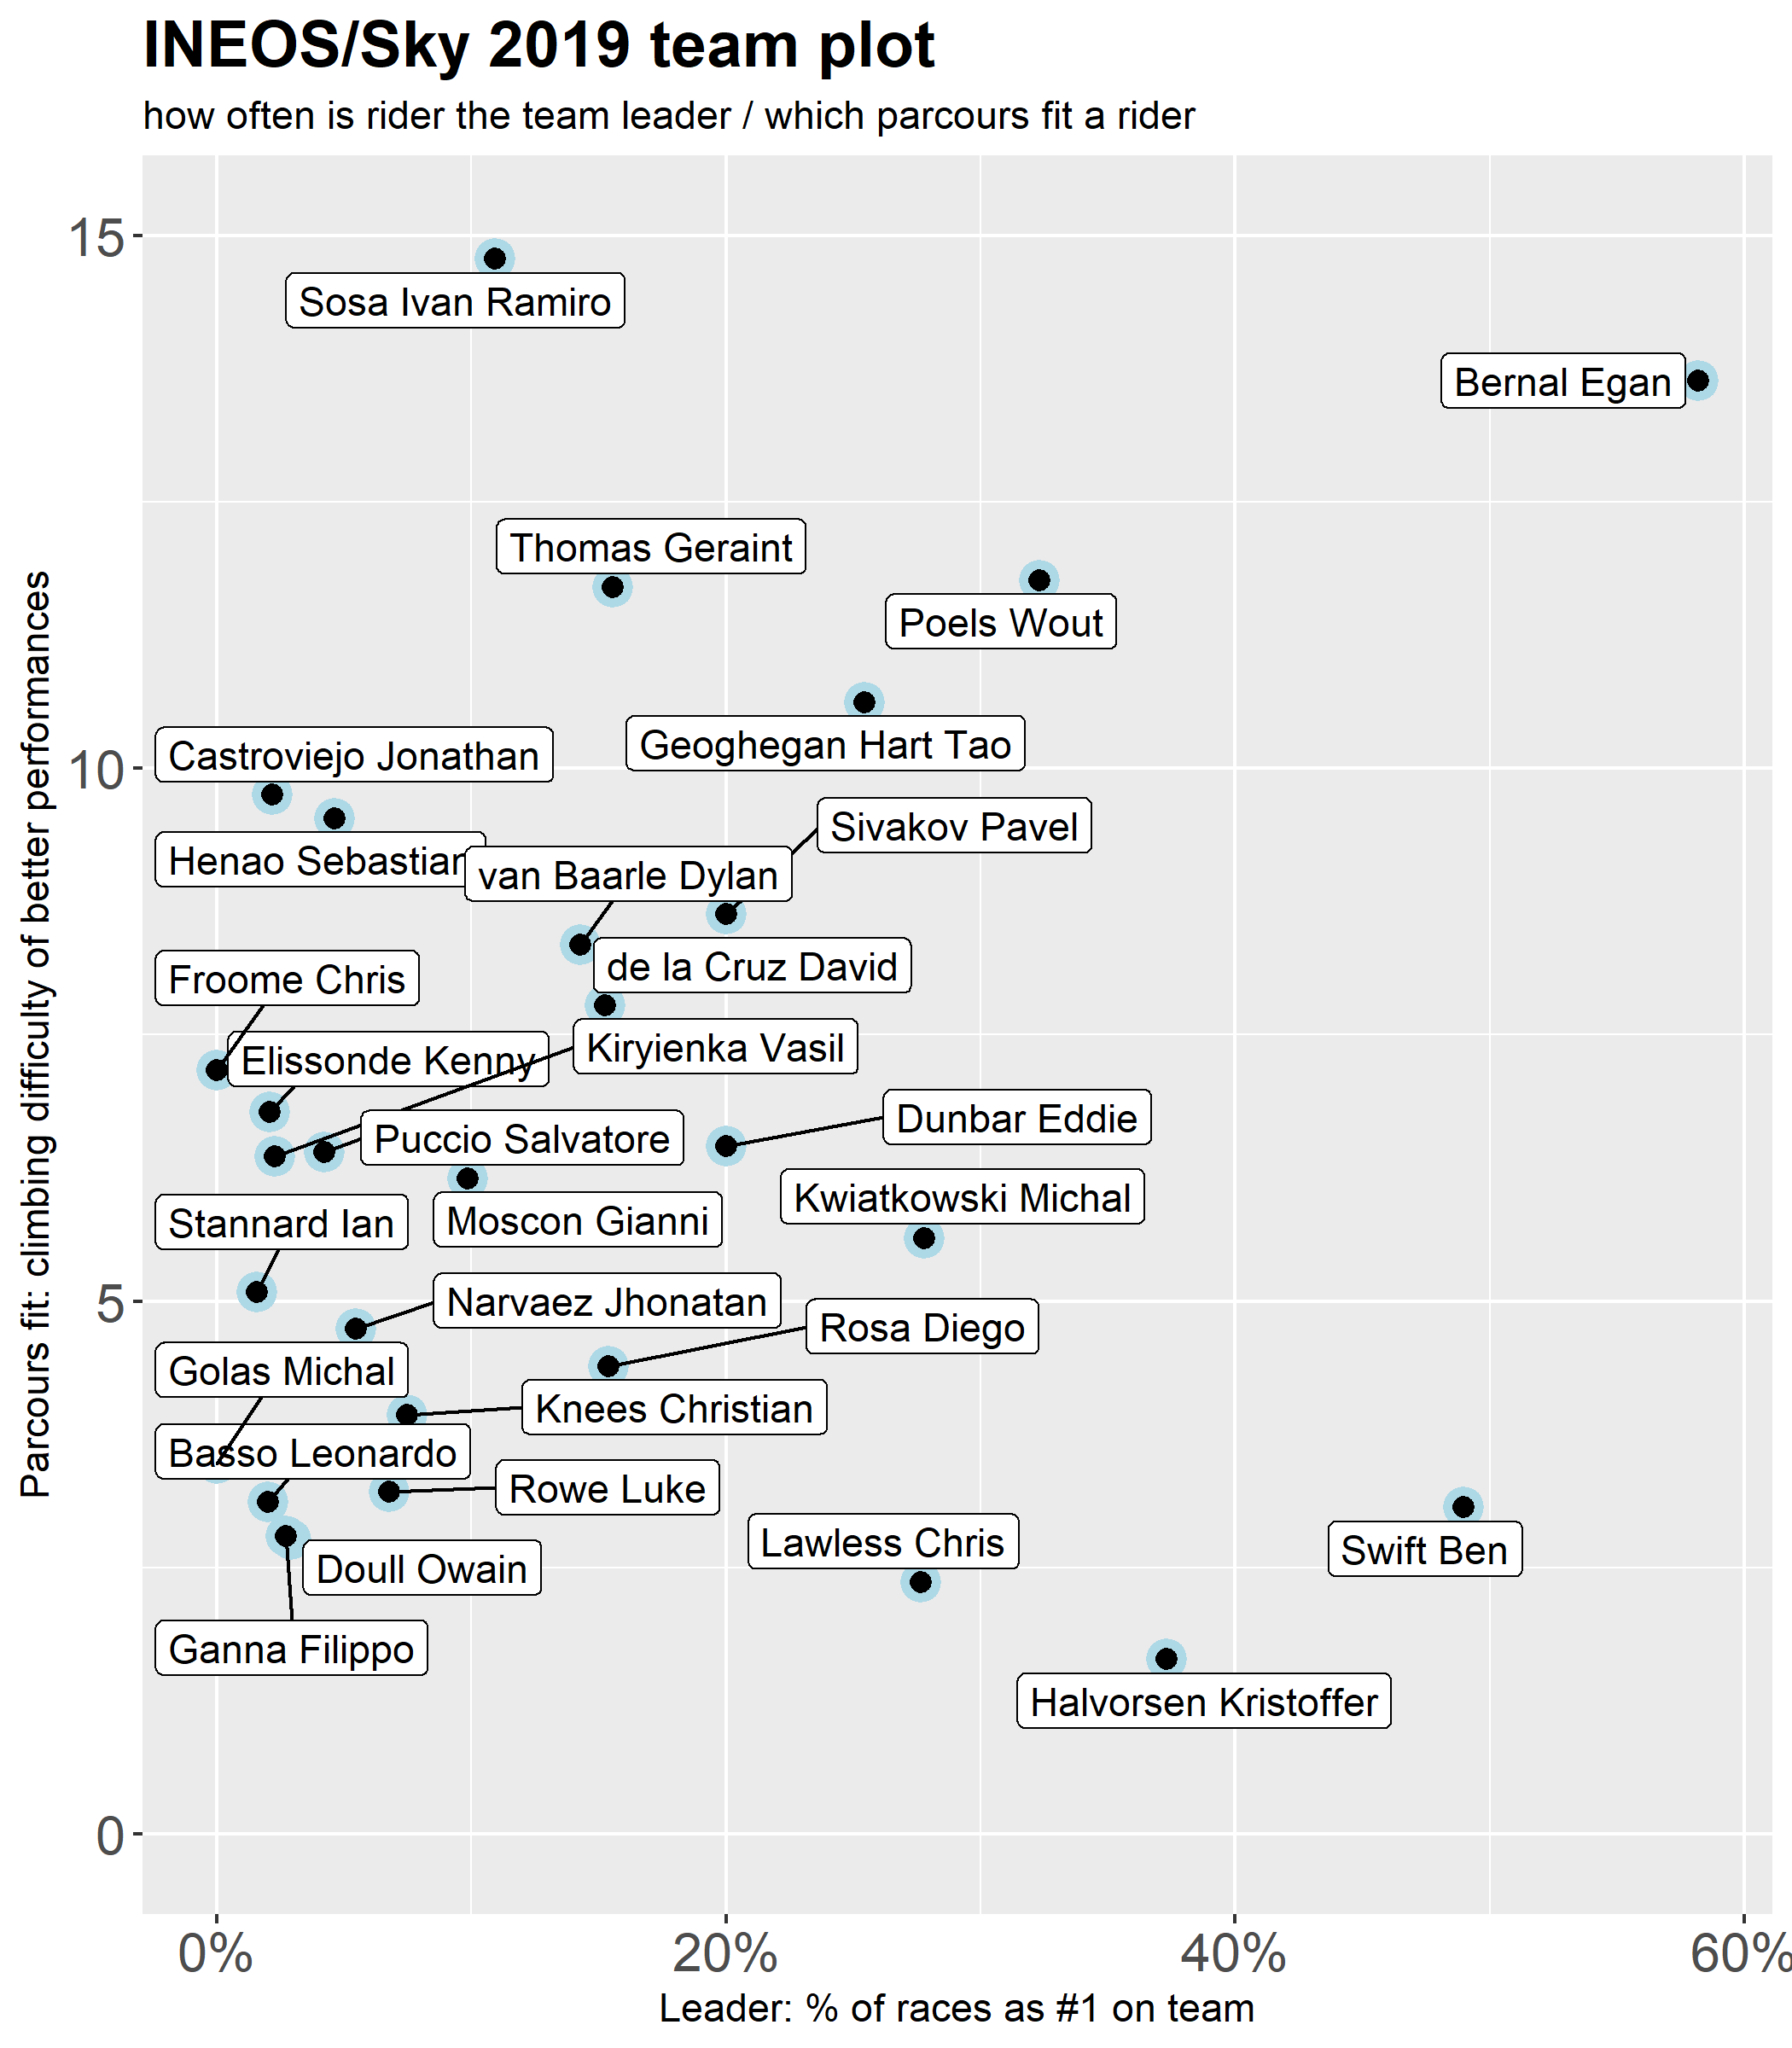 INEOS/Sky 2019 team plot
how often is rider the team leader / which parcours fit a rider
Parcours fit: climbing difficulty of better performances
15
10
5
0
Sosa Ivan Ramiro
Bernal Egan
Thomas Geraint
Poels Wout
Geoghegan Hart Tao
Castroviejo Jonathan
Sivakov Pavel
Henao Sebastian
van Baarle Dylan
de la Cruz David
Froome Chris
Kiryienka Vasil
Elissonde Kenny
Dunbar Eddie
Puccio Salvatore
Kwiatkowski Michal
Moscon Gianni
Stannard Ian
Narvaez Jhonatan
Rosa Diego
Golas Michal
Knees Christian
Basso Leonardo
Rowe Luke
Lawless Chris
Swift Ben
Doull Owain
Ganna Filippo
Halvorsen Kristoffer
0%
20%
40%
60%
Leader: % of races as #1 on team